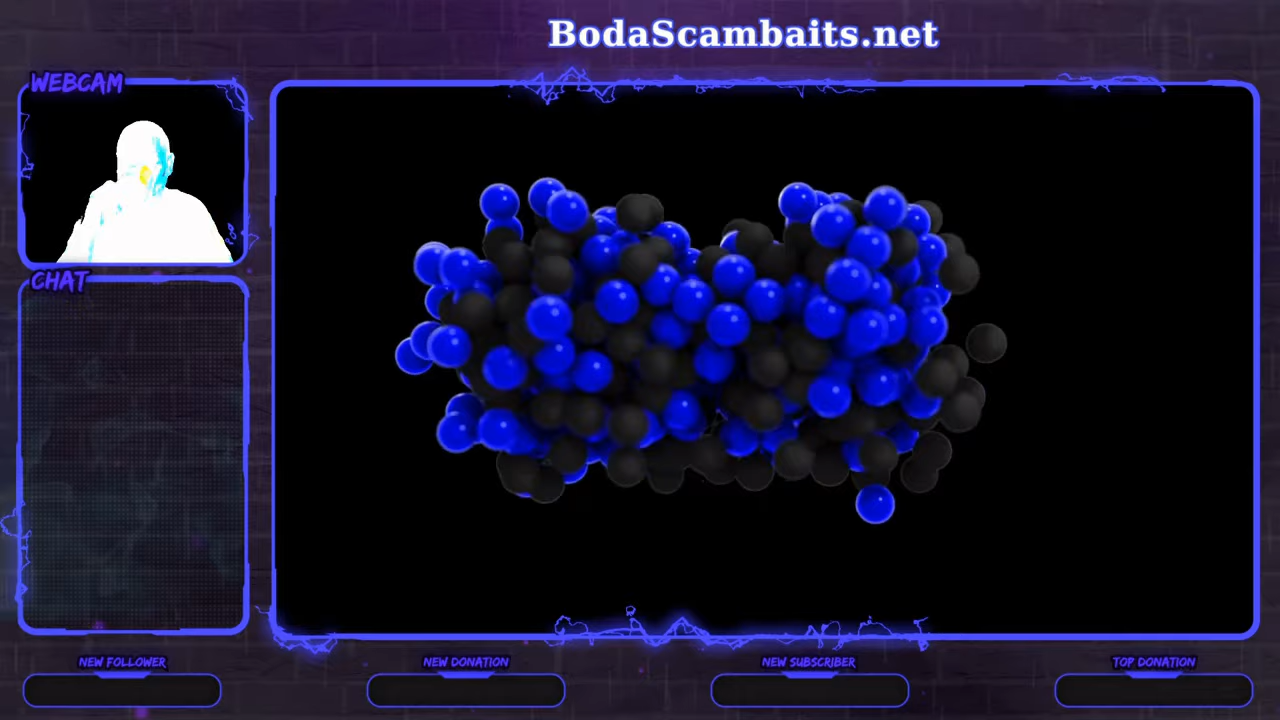 BodaScambaits.net
WEBCAM
CHAT
NEW FOLLOWER
NEW DONATION
NEW SUBSCRIBER
TOP DONATION